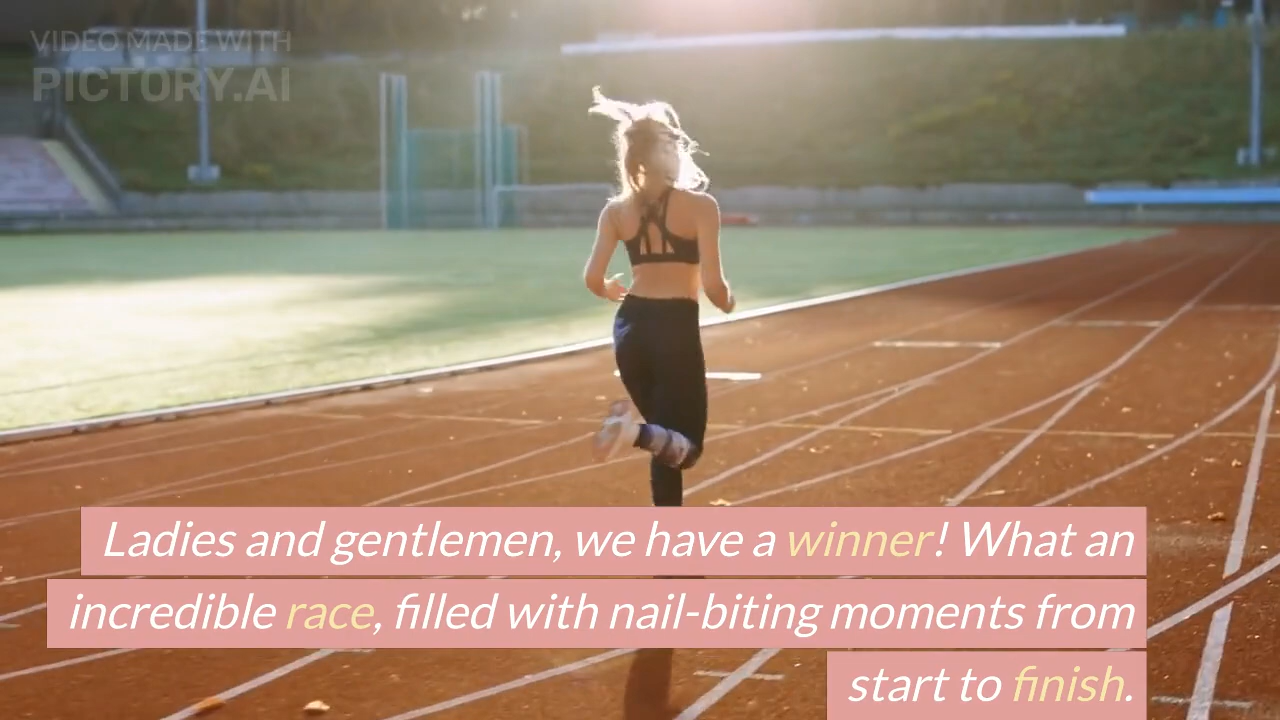 VIDEO MADE WITH
PICTORY.AI
Ladies and gentlemen, we have a winner! What an
incredible race, filled with nail-biting moments from
start to finish.